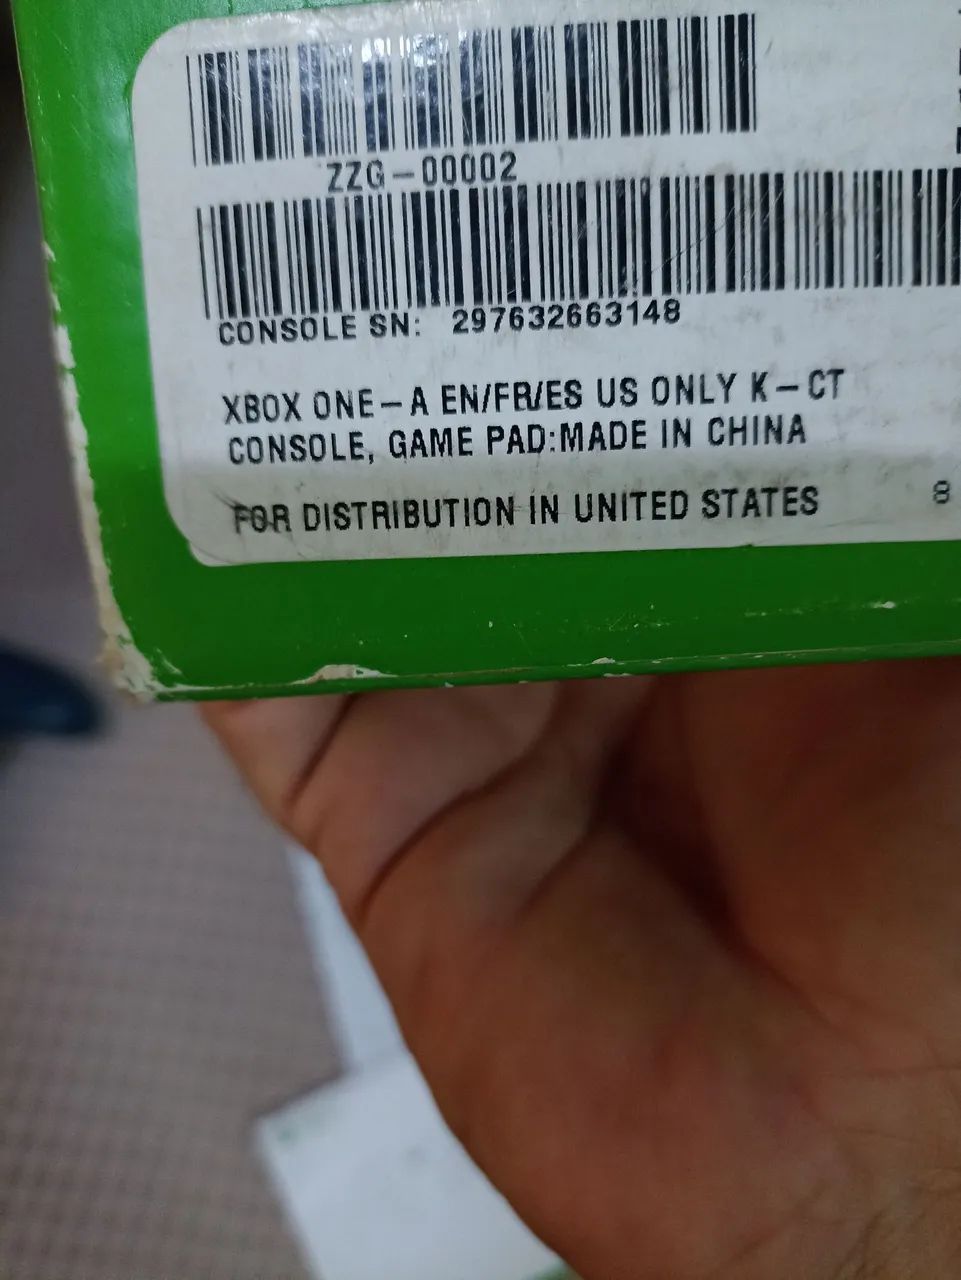 ZZG-00002
CONSOLE SN: 297632663148
XBOX ONE-A EN/FR/ES US ONLY K-CT
CONSOLE, GAME PAD:MADE IN CHINA
FOR DISTRIBUTION IN UNITED STATES 8